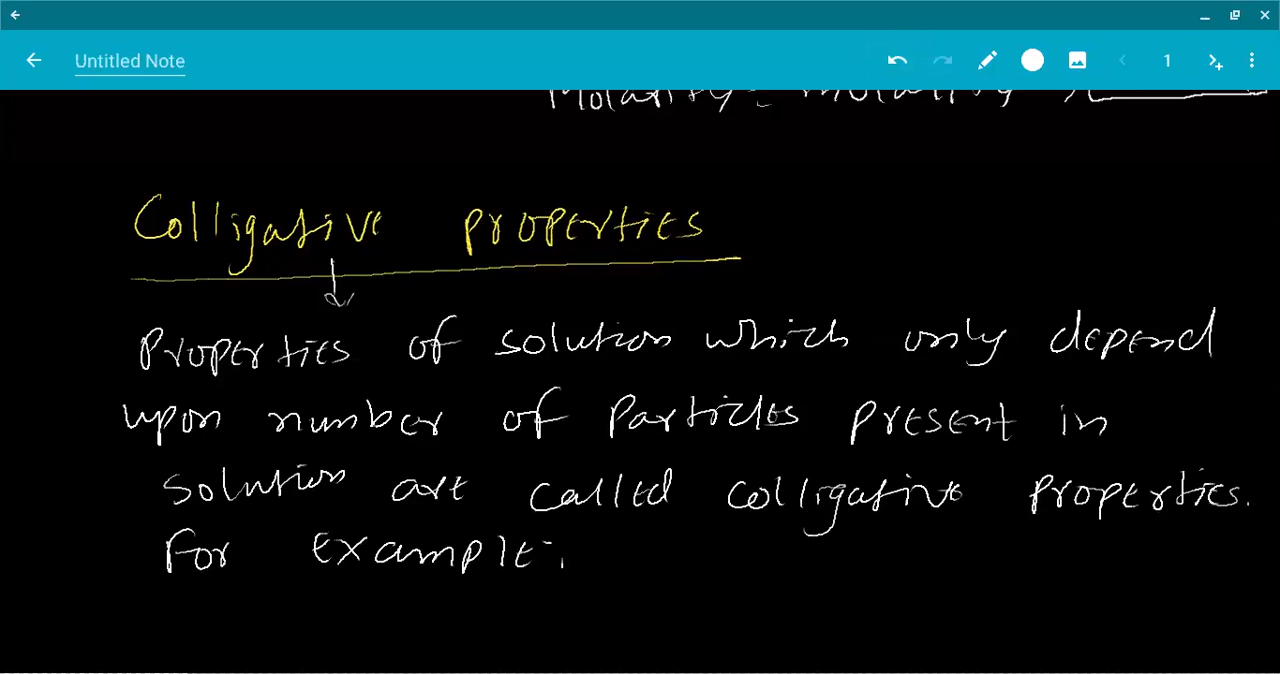 Untitled Note
1
Colligative properties
Properties of solution which only depend
upon number of Particles Present in
solution are called colligative Properties.
For Example: